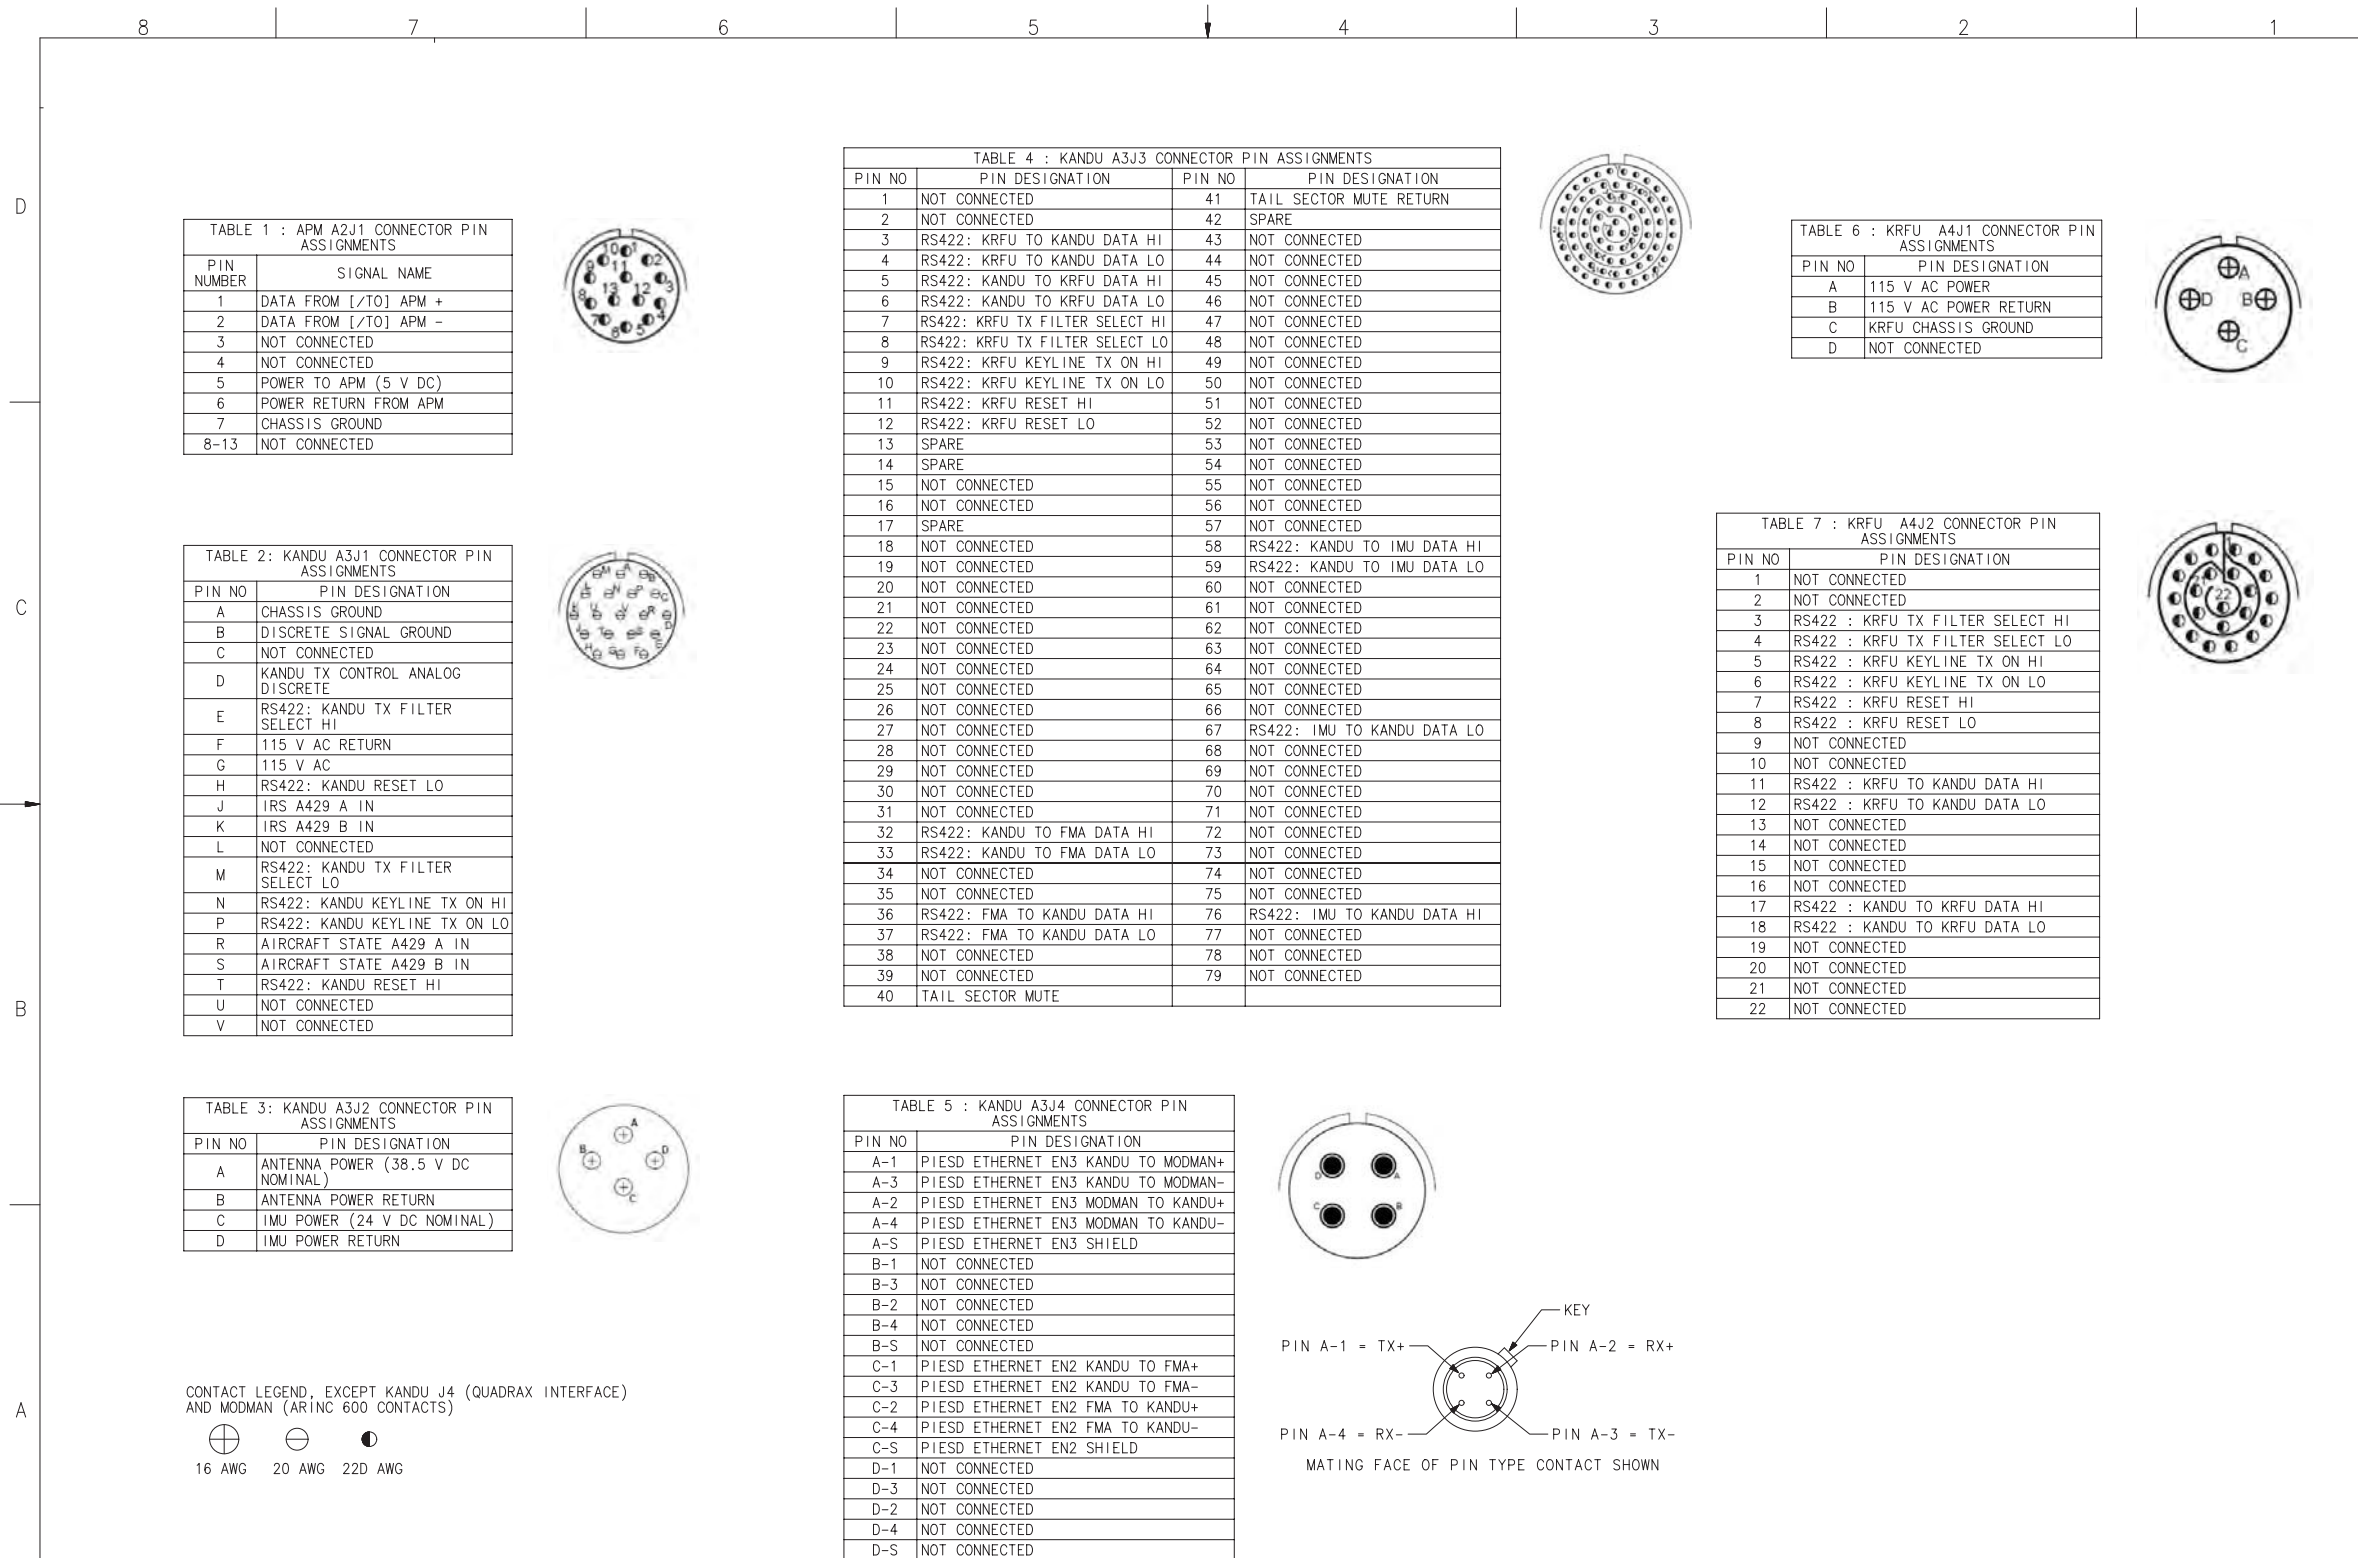 8 7 6 5 4 3 2 1
D
C
B
A
TABLE 1 : APM A2J1 CONNECTOR PIN
ASSIGNMENTS
PIN
NUMBER SIGNAL NAME
1 DATA FROM [/TO] APM +
2 DATA FROM [/TO] APM -
3 NOT CONNECTED
4 NOT CONNECTED
5 POWER TO APM (5 V DC)
6 POWER RETURN FROM APM
7 CHASSIS GROUND
8-13 NOT CONNECTED
TABLE 2: KANDU A3J1 CONNECTOR PIN
ASSIGNMENTS
PIN NO PIN DESIGNATION
A CHASSIS GROUND
B DISCRETE SIGNAL GROUND
C NOT CONNECTED
D KANDU TX CONTROL ANALOG
DISCRETE
E RS422: KANDU TX FILTER
SELECT HI
F 115 V AC RETURN
G 115 V AC
H RS422: KANDU RESET LO
J IRS A429 A IN
K IRS A429 B IN
L NOT CONNECTED
M RS422: KANDU TX FILTER
SELECT LO
N RS422: KANDU KEYLINE TX ON HI
P RS422: KANDU KEYLINE TX ON LO
R AIRCRAFT STATE A429 A IN
S AIRCRAFT STATE A429 B IN
T RS422: KANDU RESET HI
U NOT CONNECTED
V NOT CONNECTED
TABLE 3: KANDU A3J2 CONNECTOR PIN
ASSIGNMENTS
PIN NO PIN DESIGNATION
A ANTENNA POWER (38.5 V DC
NOMINAL)
B ANTENNA POWER RETURN
C IMU POWER (24 V DC NOMINAL)
D IMU POWER RETURN
A
B
D
C
CONTACT LEGEND, EXCEPT KANDU J4 (QUADRAX INTERFACE)
AND MODMAN (ARINC 600 CONTACTS)
16 AWG 20 AWG 22D AWG
TABLE 4 : KANDU A3J3 CONNECTOR PIN ASSIGNMENTS
PIN NO PIN DESIGNATION PIN NO PIN DESIGNATION
1 NOT CONNECTED 41 TAIL SECTOR MUTE RETURN
2 NOT CONNECTED 42 SPARE
3 RS422: KRFU TO KANDU DATA HI 43 NOT CONNECTED
4 RS422: KRFU TO KANDU DATA LO 44 NOT CONNECTED
5 RS422: KANDU TO KRFU DATA HI 45 NOT CONNECTED
6 RS422: KANDU TO KRFU DATA LO 46 NOT CONNECTED
7 RS422: KRFU TX FILTER SELECT HI 47 NOT CONNECTED
8 RS422: KRFU TX FILTER SELECT LO 48 NOT CONNECTED
9 RS422: KRFU KEYLINE TX ON HI 49 NOT CONNECTED
10 RS422: KRFU KEYLINE TX ON LO 50 NOT CONNECTED
11 RS422: KRFU RESET HI 51 NOT CONNECTED
12 RS422: KRFU RESET LO 52 NOT CONNECTED
13 SPARE 53 NOT CONNECTED
14 SPARE 54 NOT CONNECTED
15 NOT CONNECTED 55 NOT CONNECTED
16 NOT CONNECTED 56 NOT CONNECTED
17 SPARE 57 NOT CONNECTED
18 NOT CONNECTED 58 RS422: KANDU TO IMU DATA HI
19 NOT CONNECTED 59 RS422: KANDU TO IMU DATA LO
20 NOT CONNECTED 60 NOT CONNECTED
21 NOT CONNECTED 61 NOT CONNECTED
22 NOT CONNECTED 62 NOT CONNECTED
23 NOT CONNECTED 63 NOT CONNECTED
24 NOT CONNECTED 64 NOT CONNECTED
25 NOT CONNECTED 65 NOT CONNECTED
26 NOT CONNECTED 66 NOT CONNECTED
27 NOT CONNECTED 67 RS422: IMU TO KANDU DATA LO
28 NOT CONNECTED 68 NOT CONNECTED
29 NOT CONNECTED 69 NOT CONNECTED
30 NOT CONNECTED 70 NOT CONNECTED
31 NOT CONNECTED 71 NOT CONNECTED
32 RS422: KANDU TO FMA DATA HI 72 NOT CONNECTED
33 RS422: KANDU TO FMA DATA LO 73 NOT CONNECTED
34 NOT CONNECTED 74 NOT CONNECTED
35 NOT CONNECTED 75 NOT CONNECTED
36 RS422: FMA TO KANDU DATA HI 76 RS422: IMU TO KANDU DATA HI
37 RS422: FMA TO KANDU DATA LO 77 NOT CONNECTED
38 NOT CONNECTED 78 NOT CONNECTED
39 NOT CONNECTED 79 NOT CONNECTED
40 TAIL SECTOR MUTE
TABLE 5 : KANDU A3J4 CONNECTOR PIN
ASSIGNMENTS
PIN NO PIN DESIGNATION
A-1 PIESD ETHERNET EN3 KANDU TO MODMAN+
A-3 PIESD ETHERNET EN3 KANDU TO MODMAN-
A-2 PIESD ETHERNET EN3 MODMAN TO KANDU+
A-4 PIESD ETHERNET EN3 MODMAN TO KANDU-
A-S PIESD ETHERNET EN3 SHIELD
B-1 NOT CONNECTED
B-3 NOT CONNECTED
B-2 NOT CONNECTED
B-4 NOT CONNECTED
B-S NOT CONNECTED
C-1 PIESD ETHERNET EN2 KANDU TO FMA+
C-3 PIESD ETHERNET EN2 KANDU TO FMA-
C-2 PIESD ETHERNET EN2 FMA TO KANDU+
C-4 PIESD ETHERNET EN2 FMA TO KANDU-
C-S PIESD ETHERNET EN2 SHIELD
D-1 NOT CONNECTED
D-3 NOT CONNECTED
D-2 NOT CONNECTED
D-4 NOT CONNECTED
D-S NOT CONNECTED
D A
C B
KEY
PIN A-1 = TX+ PIN A-2 = RX+
PIN A-4 = RX- PIN A-3 = TX-
MATING FACE OF PIN TYPE CONTACT SHOWN
TABLE 6 : KRFU A4J1 CONNECTOR PIN
ASSIGNMENTS
PIN NO PIN DESIGNATION
A 115 V AC POWER
B 115 V AC POWER RETURN
C KRFU CHASSIS GROUND
D NOT CONNECTED
A
D B
C
TABLE 7 : KRFU A4J2 CONNECTOR PIN
ASSIGNMENTS
PIN NO PIN DESIGNATION
1 NOT CONNECTED
2 NOT CONNECTED
3 RS422 : KRFU TX FILTER SELECT HI
4 RS422 : KRFU TX FILTER SELECT LO
5 RS422 : KRFU KEYLINE TX ON HI
6 RS422 : KRFU KEYLINE TX ON LO
7 RS422 : KRFU RESET HI
8 RS422 : KRFU RESET LO
9 NOT CONNECTED
10 NOT CONNECTED
11 RS422 : KRFU TO KANDU DATA HI
12 RS422 : KRFU TO KANDU DATA LO
13 NOT CONNECTED
14 NOT CONNECTED
15 NOT CONNECTED
16 NOT CONNECTED
17 RS422 : KANDU TO KRFU DATA HI
18 RS422 : KANDU TO KRFU DATA LO
19 NOT CONNECTED
20 NOT CONNECTED
21 NOT CONNECTED
22 NOT CONNECTED